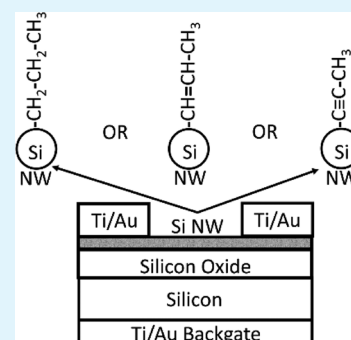 -CH₂-CH₂-CH₃
-CH=CH-CH₃
-C≡C-CH₃
OR OR
Si Si Si
NW NW NW
Ti/Au Si NW Ti/Au
Silicon Oxide
Silicon
Ti/Au Backgate